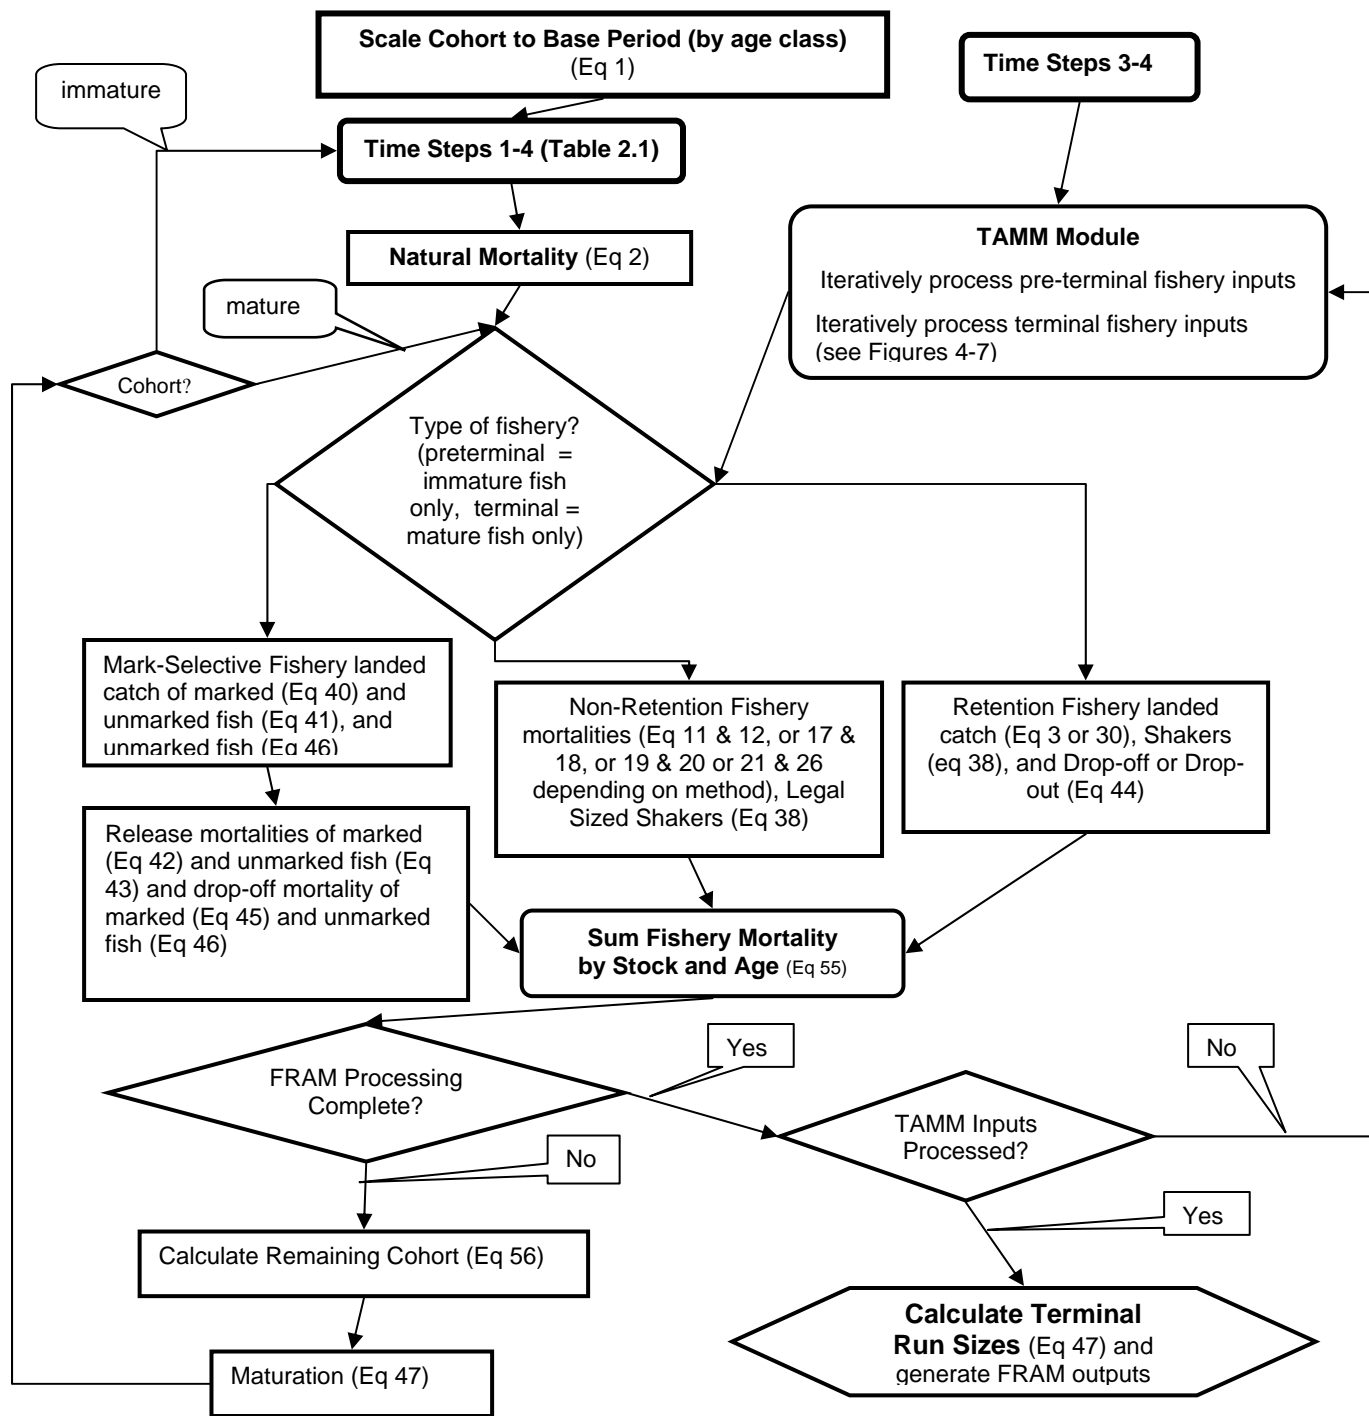 Scale Cohort to Base Period (by age class)
(Eq 1)
Time Steps 3-4
immature
Time Steps 1-4 (Table 2.1)
Natural Mortality (Eq 2)
TAMM Module
Iteratively process pre-terminal fishery inputs
Iteratively process terminal fishery inputs
(see Figures 4-7)
mature
Cohort?
Type of fishery?
(preterminal =
immature fish
only, terminal =
mature fish only)
Mark-Selective Fishery landed
catch of marked (Eq 40) and
unmarked fish (Eq 41), and
unmarked fish (Eq 46)
Non-Retention Fishery
mortalities (Eq 11 & 12, or 17 &
18, or 19 & 20 or 21 & 26
depending on method), Legal
Sized Shakers (Eq 38)
Retention Fishery landed
catch (Eq 3 or 30), Shakers
(eq 38), and Drop-off or Drop-
out (Eq 44)
Release mortalities of marked
(Eq 42) and unmarked fish (Eq
43) and drop-off mortality of
marked (Eq 45) and unmarked
fish (Eq 46)
Sum Fishery Mortality
by Stock and Age (Eq 55)
Yes
No
FRAM Processing
Complete?
TAMM Inputs
Processed?
No
Yes
Calculate Remaining Cohort (Eq 56)
Maturation (Eq 47)
Calculate Terminal
Run Sizes (Eq 47) and
generate FRAM outputs